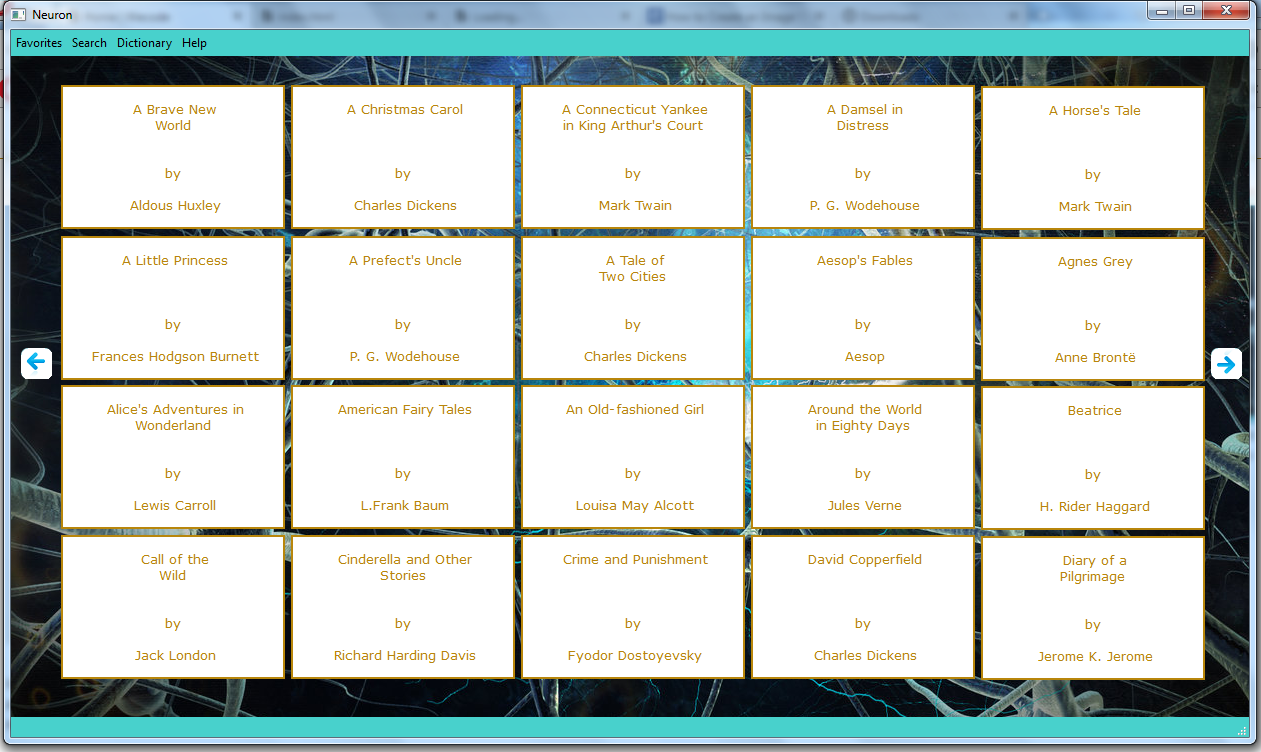 Neuron
Favorites Search Dictionary Help
A Brave New
World
by
Aldous Huxley
A Christmas Carol
by
Charles Dickens
A Connecticut Yankee
in King Arthur's Court
by
Mark Twain
A Damsel in
Distress
by
P. G. Wodehouse
A Horse's Tale
by
Mark Twain
A Little Princess
by
Frances Hodgson Burnett
A Prefect's Uncle
by
P. G. Wodehouse
A Tale of
Two Cities
by
Charles Dickens
Aesop's Fables
by
Aesop
Agnes Grey
by
Anne Brontë
Alice's Adventures in
Wonderland
by
Lewis Carroll
American Fairy Tales
by
L.Frank Baum
An Old-fashioned Girl
by
Louisa May Alcott
Around the World
in Eighty Days
by
Jules Verne
Beatrice
by
H. Rider Haggard
Call of the
Wild
by
Jack London
Cinderella and Other
Stories
by
Richard Harding Davis
Crime and Punishment
by
Fyodor Dostoyevsky
David Copperfield
by
Charles Dickens
Diary of a
Pilgrimage
by
Jerome K. Jerome